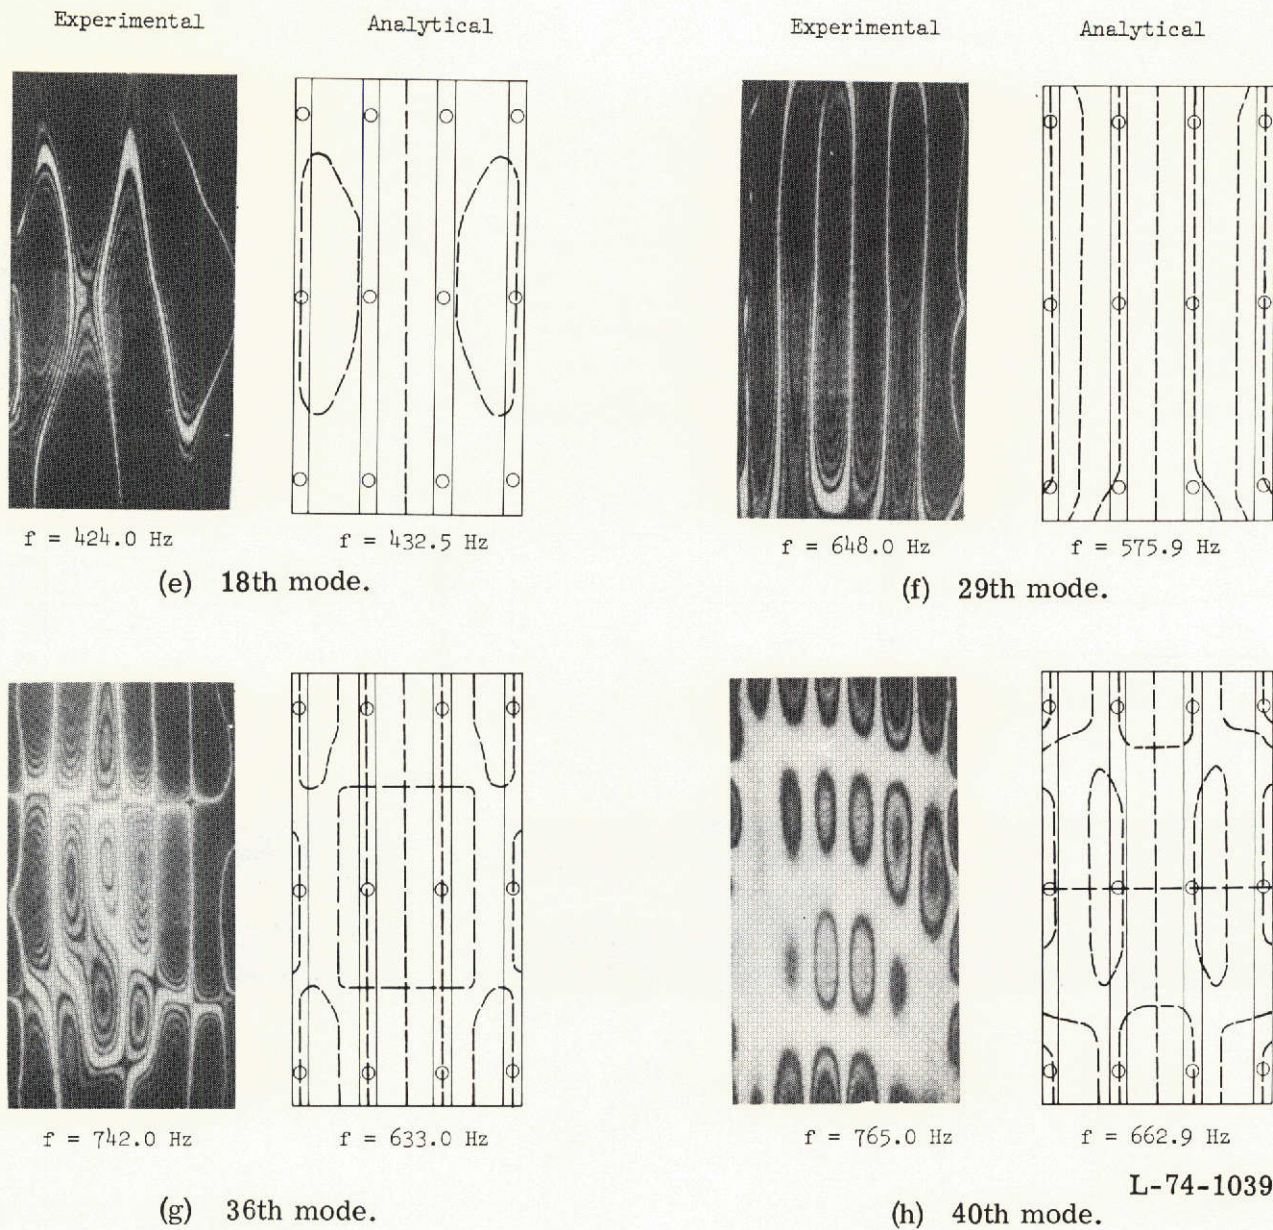 Experimental Analytical
f = 424.0 Hz f = 432.5 Hz
(e) 18th mode.
Experimental Analytical
f = 648.0 Hz f = 575.9 Hz
(f) 29th mode.
f = 742.0 Hz f = 633.0 Hz
(g) 36th mode.
f = 765.0 Hz f = 662.9 Hz
L-74-1039
(h) 40th mode.